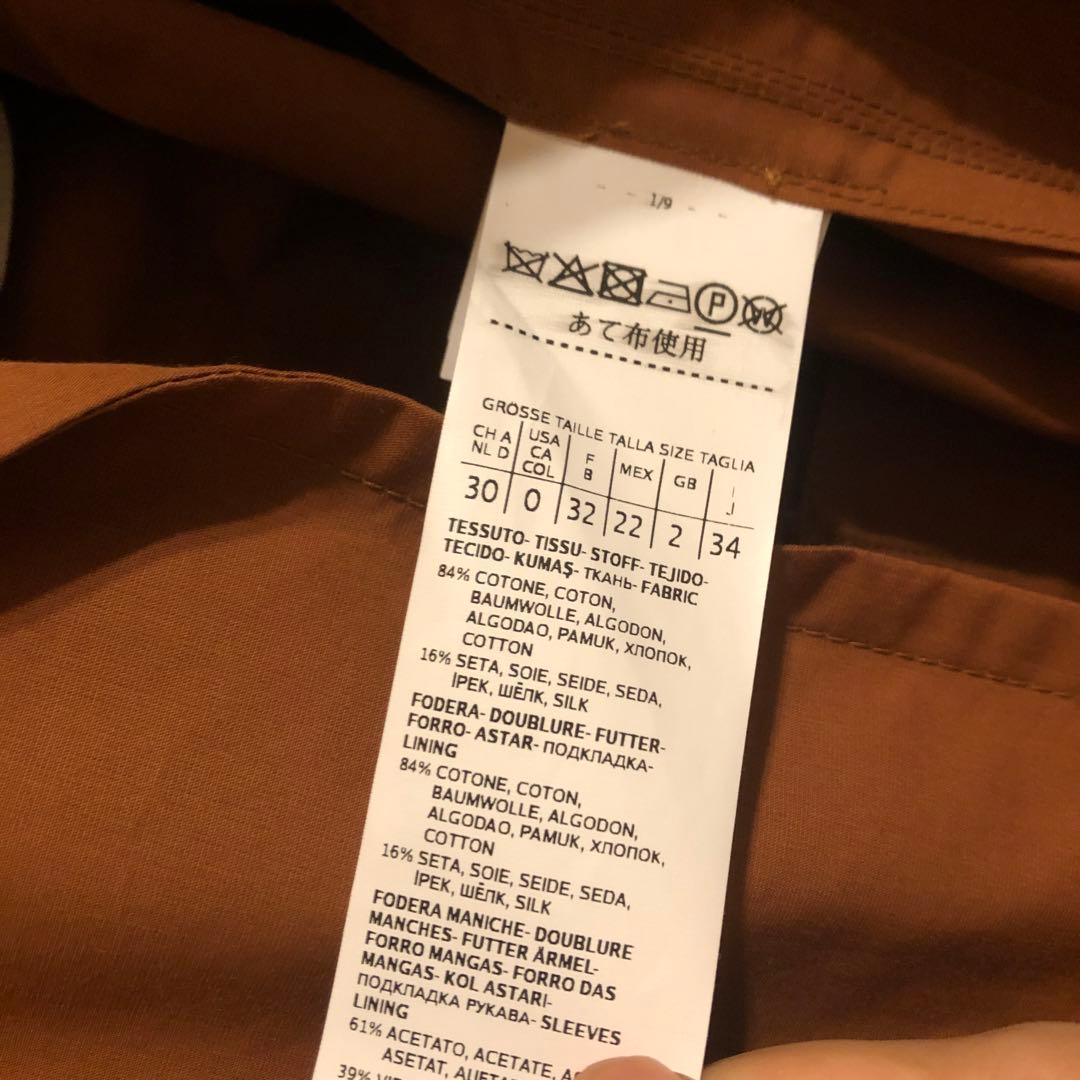 1/9
P
あて布使用
GRÖSSE TAILLE TALLA SIZE TAGLIA
CH A USA F MEX GB I
NL D CA B J
COL
30 0 32 22 2 34
TESSUTO- TISSU- STOFF- TEJIDO-
TECIDO- KUMAŞ- ТКАНЬ- FABRIC
84% COTONE, COTON,
BAUMWOLLE, ALGODON,
ALGODAO, PAMUK, ХЛОПОК,
COTTON
16% SETA, SOIE, SEIDE, SEDA,
İPEK, ШЁЛК, SILK
FODERA- DOUBLURE- FUTTER-
FORRO- ASTAR- ПОДКЛАДКА-
LINING
84% COTONE, COTON,
BAUMWOLLE, ALGODON,
ALGODAO, PAMUK, ХЛОПОК,
COTTON
16% SETA, SOIE, SEIDE, SEDA,
İPEK, ШЁЛК, SILK
FODERA MANICHE- DOUBLURE
MANCHES- FUTTER ÄRMEL-
FORRO MANGAS- FORRO DAS
MANGAS- KOL ASTARI-
ПОДКЛАДКА РУКАВА- SLEEVES
LINING
61% ACETATO, ACETATE,
ASETAT,
39%